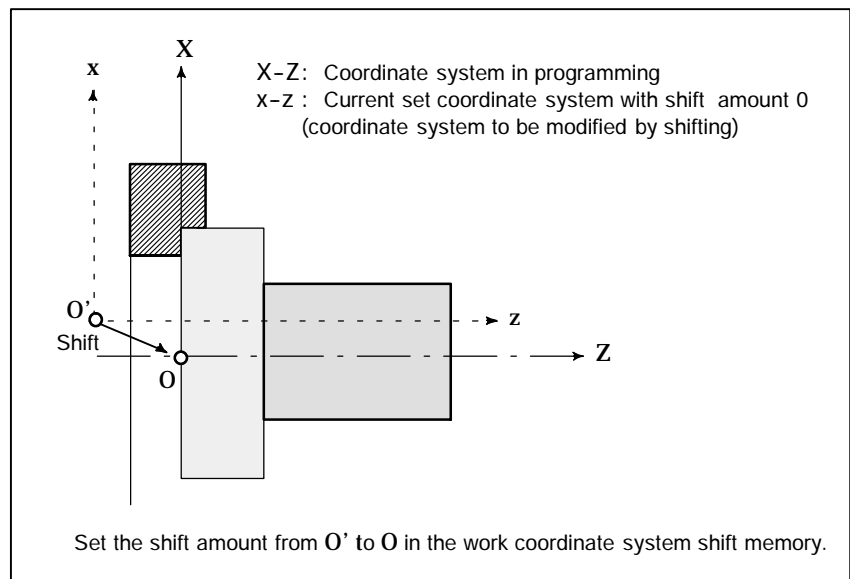 X
x
X-Z: Coordinate system in programming
x-z : Current set coordinate system with shift amount 0
(coordinate system to be modified by shifting)
O'
z
Shift
Z
O
Set the shift amount from O' to O in the work coordinate system shift memory.